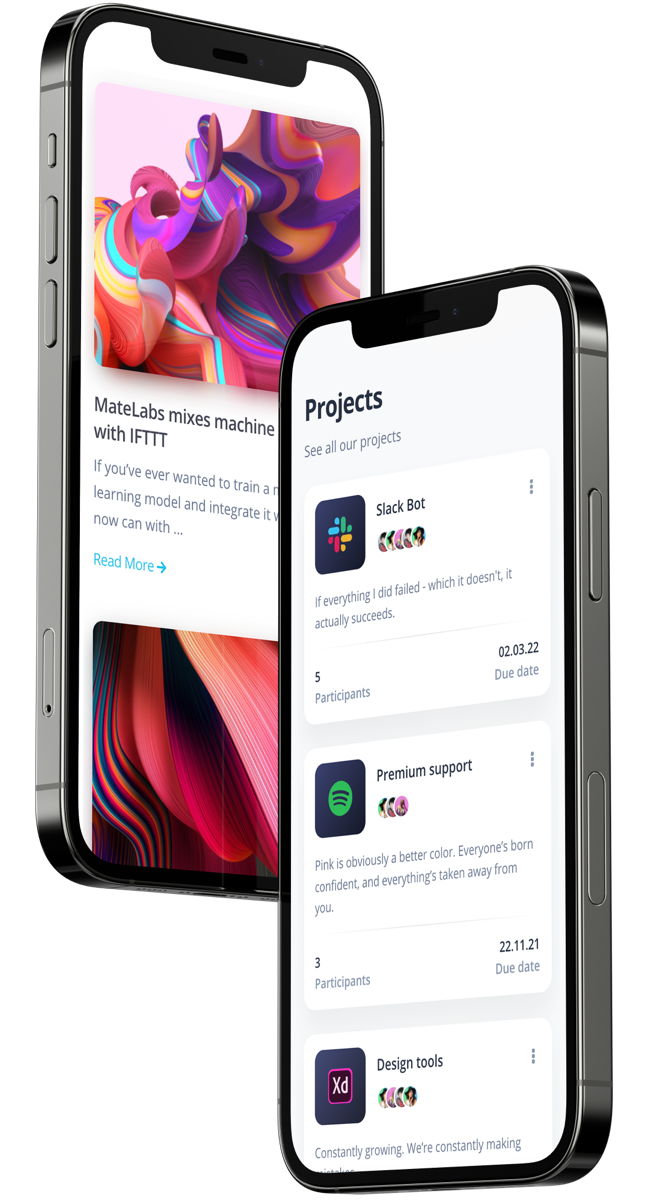 MateLabs mixes machine
with IFTTT
If you've ever wanted to train a
learning model and integrate it
now can with ...
Read More
Projects
See all our projects
Slack Bot
If everything I did failed - which it doesn't, it
actually succeeds.
5 02.03.22
Participants Due date
Premium support
Pink is obviously a better color. Everyone's born
confident, and everything's taken away from
you.
3 22.11.21
Participants Due date
Xd Design tools
Constantly growing. We're constantly making